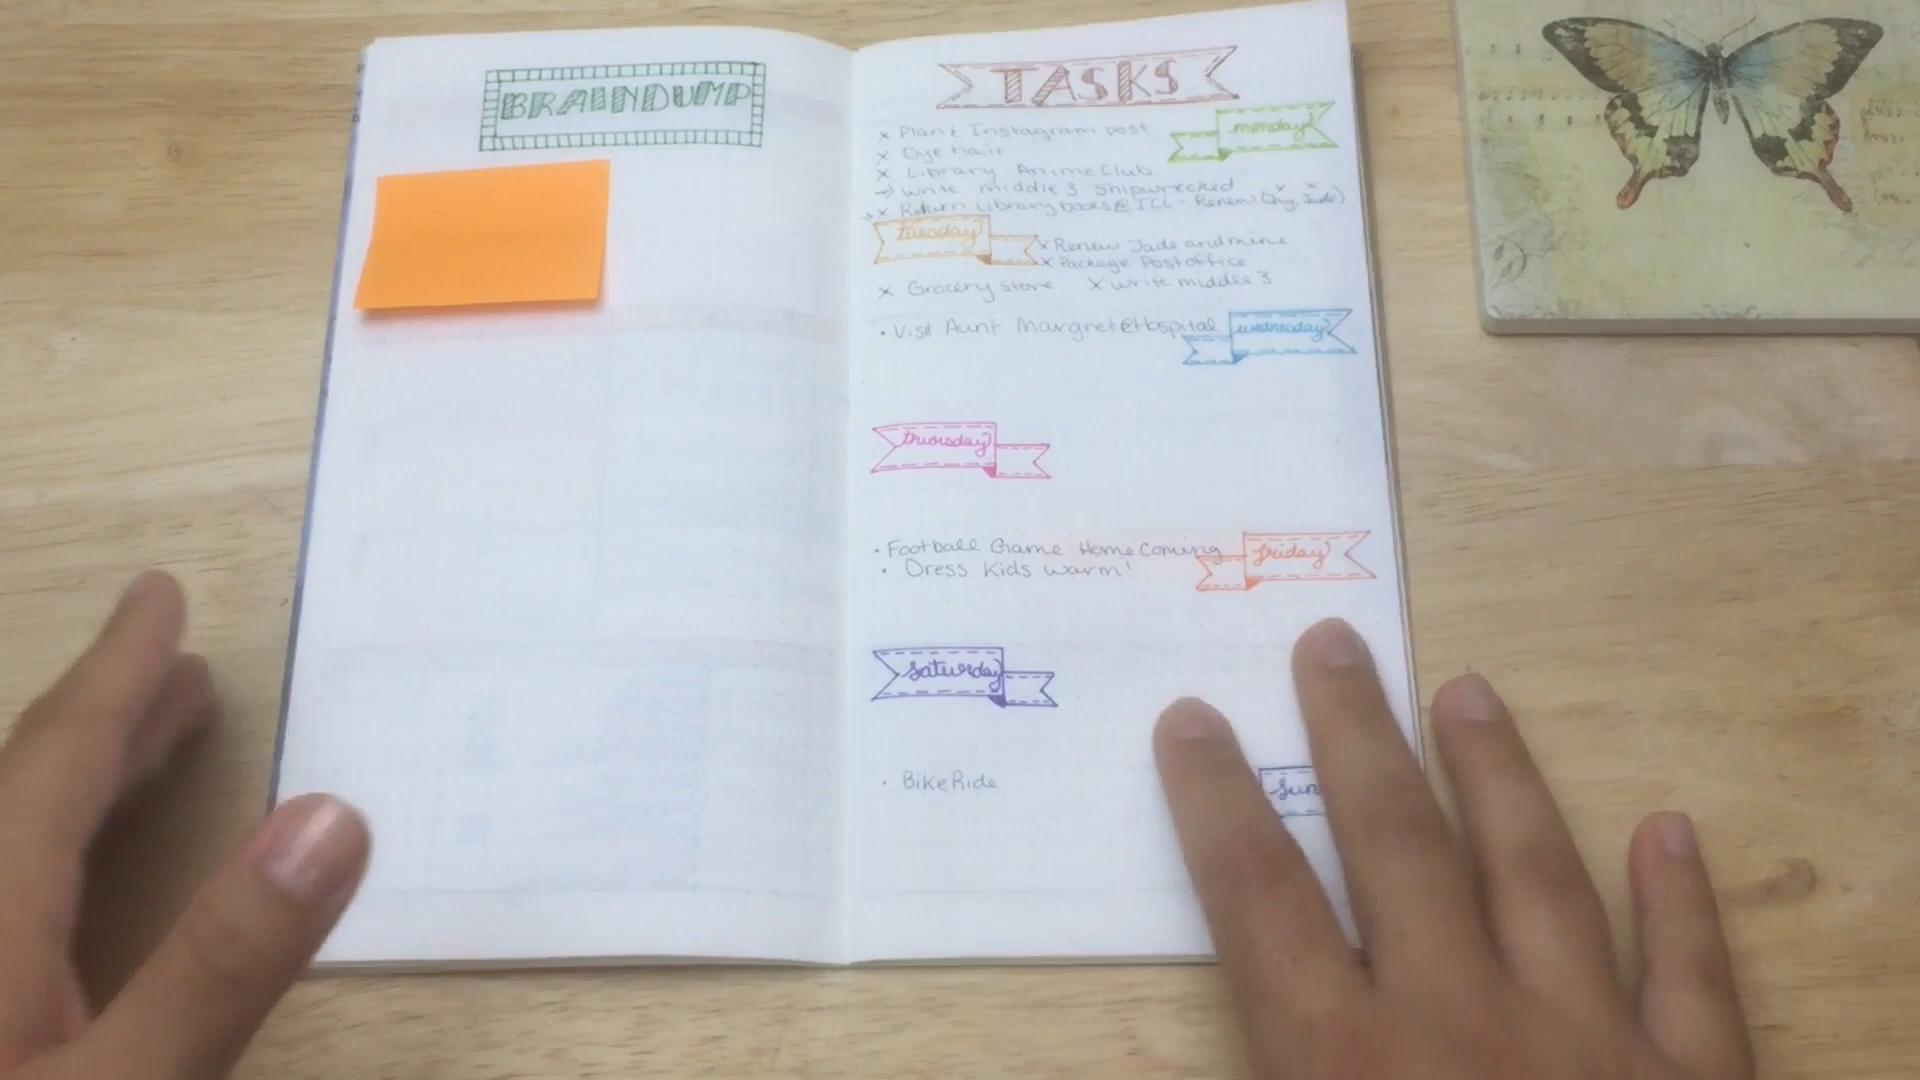 BRAINDUMP
TASKS
monday
x Plan & Instagram post
x Dye hair
x Library Anime Club
→ write middle 3 - Shipwrecked
→ x Return Library books @ ILL - Renew (Jade)
tuesday
x Renew Jade and mine
x Package Post office
x Grocery store x write middle 3
• Visit Aunt Margret @ Hospital
wednesday
thursday
• Football Game Home Coming
friday
• Dress Kids warm!
saturday
• Bike Ride
Sun